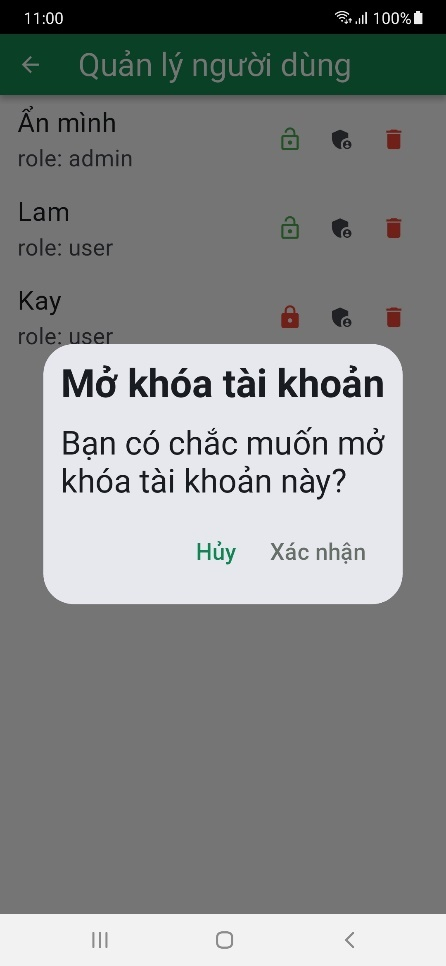 11:00 100%
Quản lý người dùng
Ẩn mình
role: admin
Lam
role: user
Kay
role: user
Mở khóa tài khoản
Bạn có chắc muốn mở
khóa tài khoản này?
Hủy Xác nhận